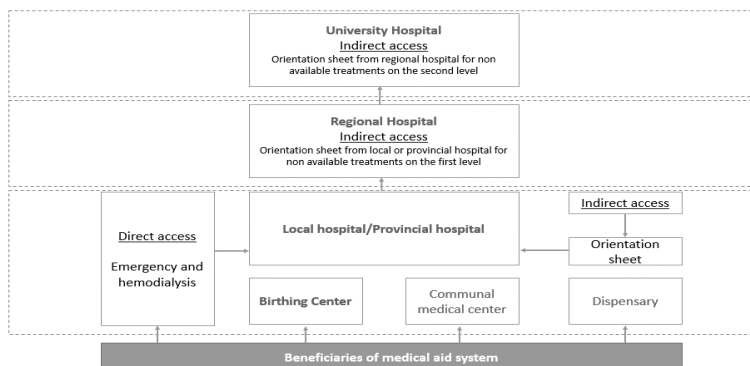 University Hospital
Indirect access
Orientation sheet from regional hospital for non
available treatments on the second level
Regional Hospital
Indirect access
Orientation sheet from local or provincial hospital for
non available treatments on the first level
Direct access
Emergency and
hemodialysis
Local hospital/Provincial hospital
Indirect access
Orientation
sheet
Birthing Center
Communal
medical center
Dispensary
Beneficiaries of medical aid system